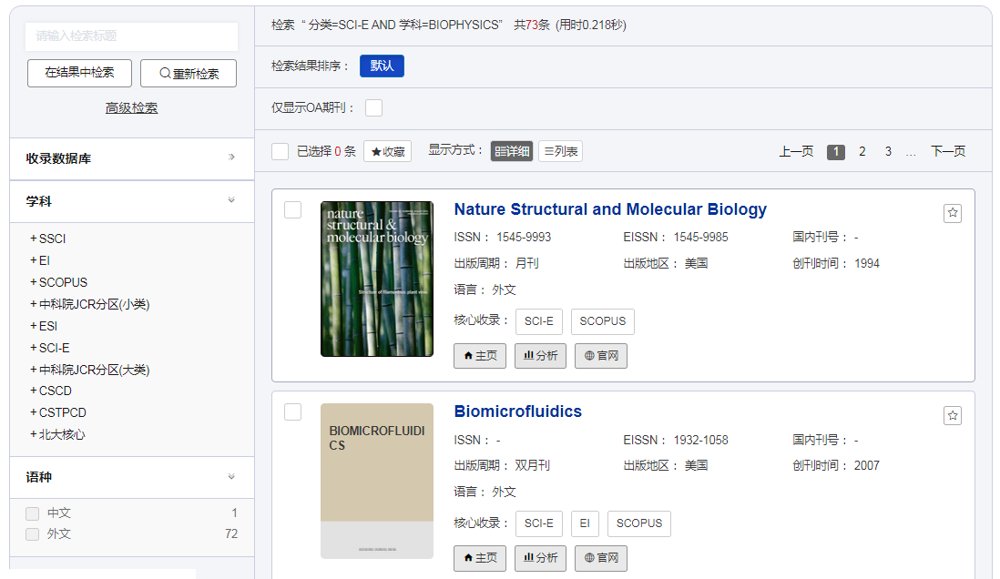 请输入检索标题
在结果中检索 重新检索
高级检索
收录数据库
学科
+SSCI
+EI
+SCOPUS
+中科院JCR分区(小类)
+ESI
+SCI-E
+中科院JCR分区(大类)
+CSCD
+CSTPCD
+北大核心
语种
中文 1
外文 72
检索 “ 分类=SCI-E AND 学科=BIOPHYSICS” 共73条 (用时0.218秒)
检索结果排序： 默认
仅显示OA期刊：
已选择 0 条 ★收藏 显示方式： 详细 列表 上一页 1 2 3 ... 下一页
nature
structural &
molecular biology
Structure of filamentous plant virus
Nature Structural and Molecular Biology
ISSN： 1545-9993 EISSN： 1545-9985 国内刊号： -
出版周期： 月刊 出版地区： 美国 创刊时间： 1994
语言： 外文
核心收录： SCI-E SCOPUS
主页 分析 官网
BIOMICROFLUIDI
CS
Biomicrofluidics
ISSN： - EISSN： 1932-1058 国内刊号： -
出版周期： 双月刊 出版地区： 美国 创刊时间： 2007
语言： 外文
核心收录： SCI-E EI SCOPUS
主页 分析 官网